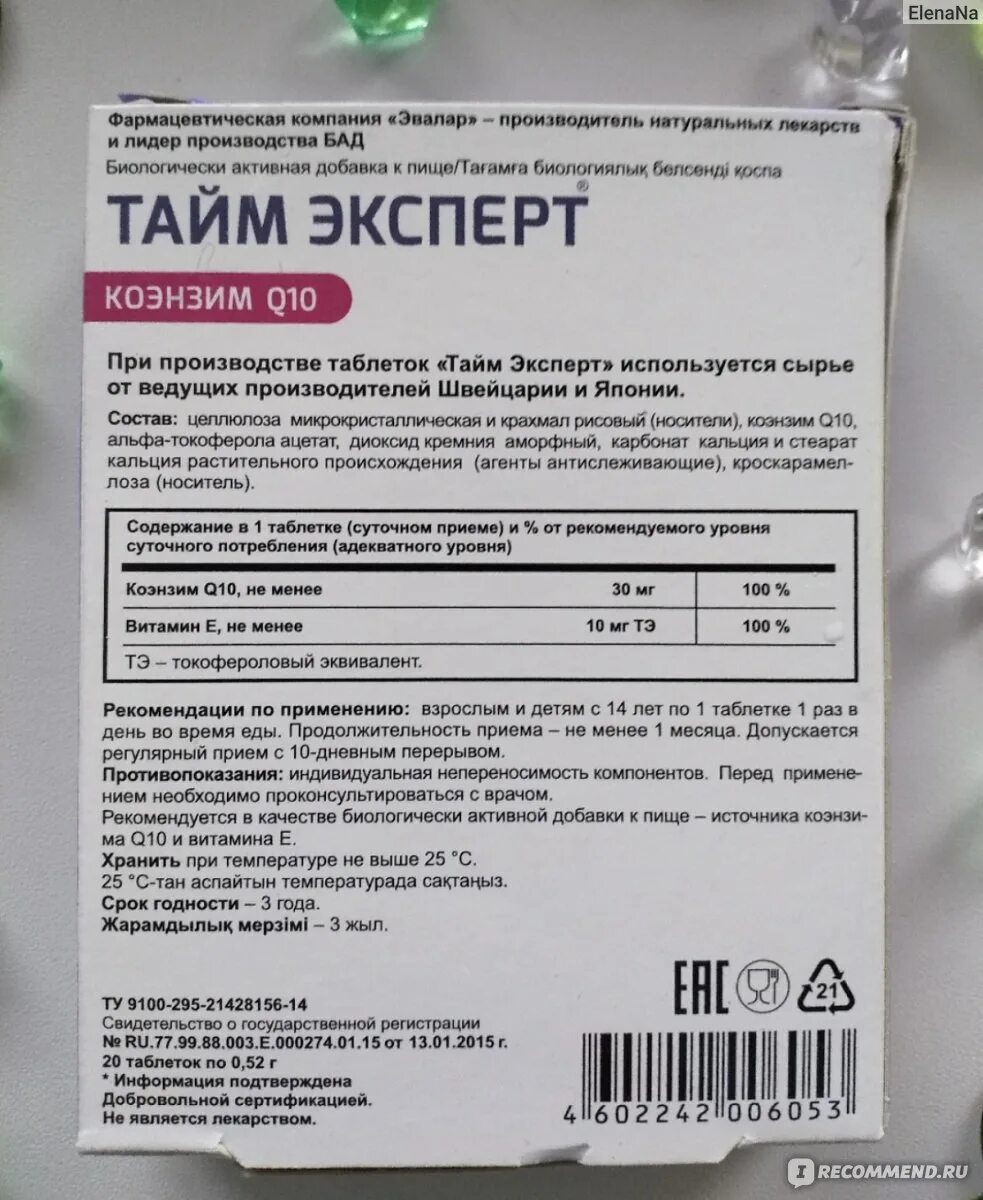 ElenaNa
Фармацевтическая компания «Эвалар» – производитель натуральных лекарств
и лидер производства БАД
Биологически активная добавка к пище/Тағамға биологиялық белсенді қоспа
ТАЙМ ЭКСПЕРТ®
КОЭНЗИМ Q10
При производстве таблеток «Тайм Эксперт» используется сырье
от ведущих производителей Швейцарии и Японии.
Состав: целлюлоза микрокристаллическая и крахмал рисовый (носители), коэнзим Q10,
альфа-токоферола ацетат, диоксид кремния аморфный, карбонат кальция и стеарат
кальция растительного происхождения (агенты антислеживающие), кроскарамел-
лоза (носитель).
Содержание в 1 таблетке (суточном приеме) и % от рекомендуемого уровня
суточного потребления (адекватного уровня)
Коэнзим Q10, не менее 30 мг 100 %
Витамин Е, не менее 10 мг ТЭ 100 %
ТЭ – токофероловый эквивалент.
Рекомендации по применению: взрослым и детям с 14 лет по 1 таблетке 1 раз в
день во время еды. Продолжительность приема – не менее 1 месяца. Допускается
регулярный прием с 10-дневным перерывом.
Противопоказания: индивидуальная непереносимость компонентов. Перед примене-
нием необходимо проконсультироваться с врачом.
Рекомендуется в качестве биологически активной добавки к пище – источника коэнзи-
ма Q10 и витамина Е.
Хранить при температуре не выше 25 °С.
25 °С-тан аспайтын температурада сақтаңыз.
Срок годности – 3 года.
Жарамдылық мерзімі – 3 жыл.
EAC
21
ТУ 9100-295-21428156-14
Свидетельство о государственной регистрации
№ RU.77.99.88.003.Е.000274.01.15 от 13.01.2015 г.
20 таблеток по 0,52 г
* Информация подтверждена
Добровольной сертификацией.
Не является лекарством.
4 602242 006053
I RECOMMEND.RU